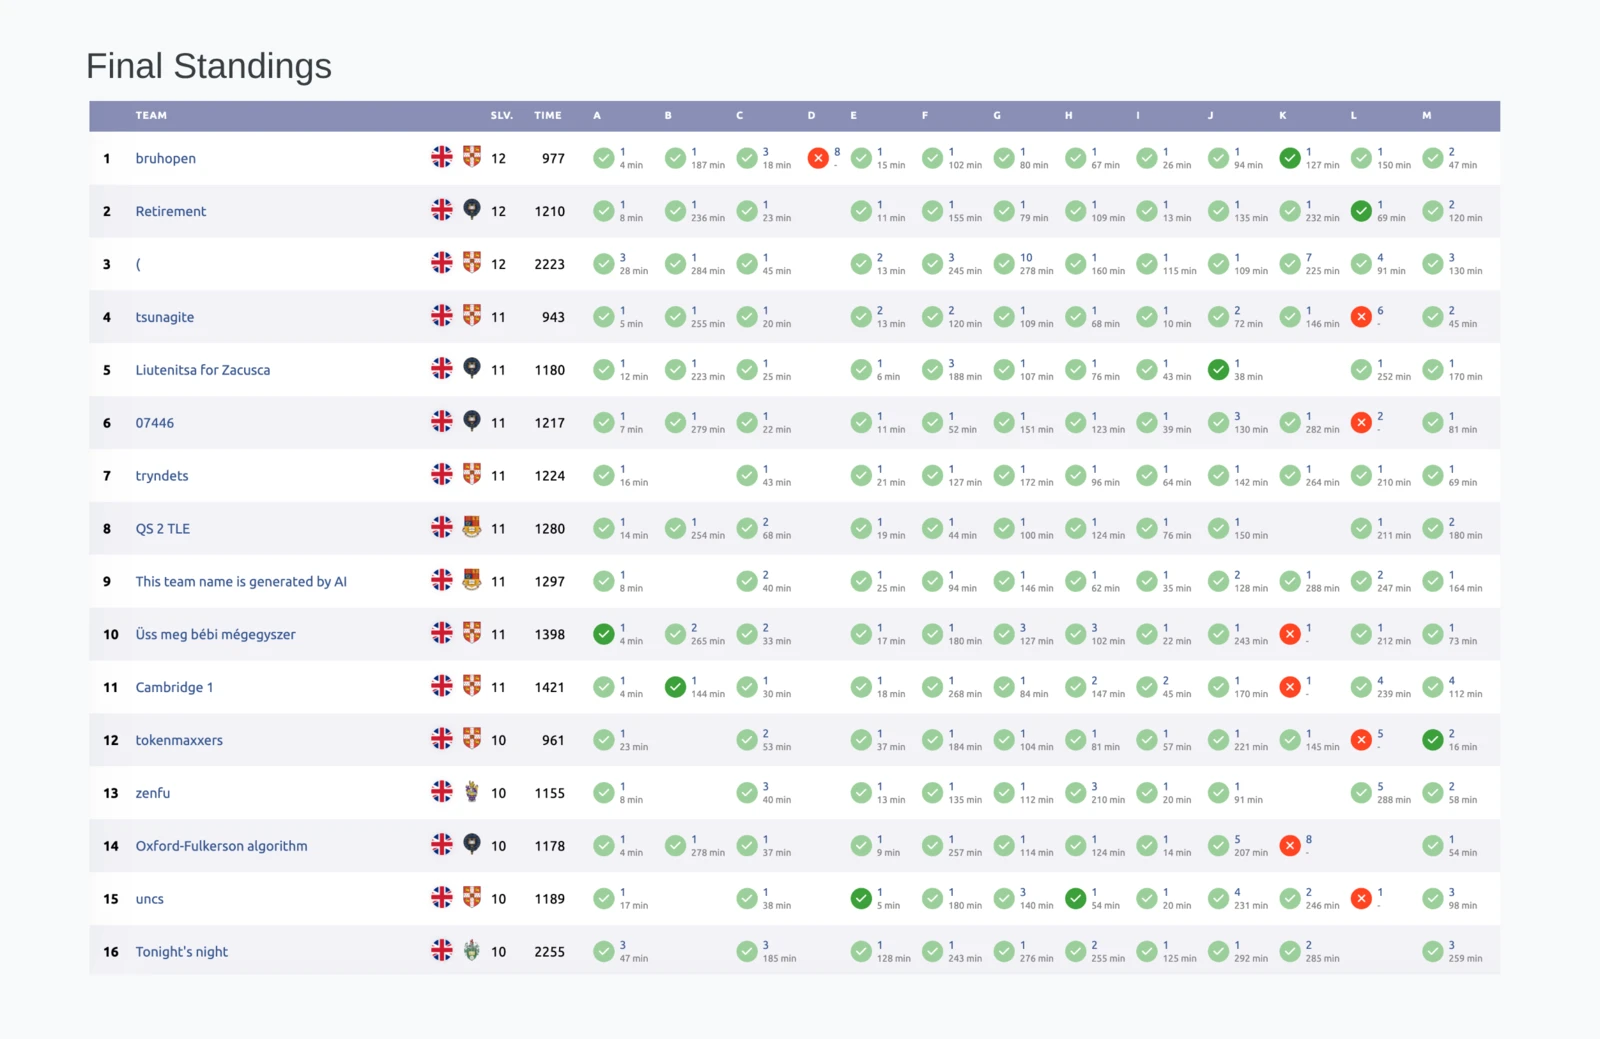 Final Standings
TEAM SLV. TIME A B C D E F G H I J K L M
1 bruhopen 12 977 1 1 3 8 1 1 1 1 1 1 1 1 2
4 min 187 min 18 min - 15 min 102 min 80 min 67 min 26 min 94 min 127 min 150 min 47 min
2 Retirement 12 1210 1 1 1 1 1 1 1 1 1 1 1 2
8 min 236 min 23 min 11 min 155 min 79 min 109 min 13 min 135 min 232 min 69 min 120 min
3 ( 12 2223 3 1 1 2 3 10 1 1 1 7 4 3
28 min 284 min 45 min 13 min 245 min 278 min 160 min 115 min 109 min 225 min 91 min 130 min
4 tsunagite 11 943 1 1 1 2 2 1 1 1 2 1 6 2
5 min 255 min 20 min 13 min 120 min 109 min 68 min 10 min 72 min 146 min - 45 min
5 Liutenitsa for Zacusca 11 1180 1 1 1 1 3 1 1 1 1 1 1
12 min 223 min 25 min 6 min 188 min 107 min 76 min 43 min 38 min 252 min 170 min
6 07446 11 1217 1 1 1 1 1 1 1 1 3 1 2 1
7 min 279 min 22 min 11 min 52 min 151 min 123 min 39 min 130 min 282 min - 81 min
7 tryndets 11 1224 1 1 1 1 1 1 1 1 1 1 1
16 min 43 min 21 min 127 min 172 min 96 min 64 min 142 min 264 min 210 min 69 min
8 QS 2 TLE 11 1280 1 1 2 1 1 1 1 1 1 1 2
14 min 254 min 68 min 19 min 44 min 100 min 124 min 76 min 150 min 211 min 180 min
9 This team name is generated by AI 11 1297 1 2 1 1 1 1 1 2 1 2 1
8 min 40 min 25 min 94 min 146 min 62 min 35 min 128 min 288 min 247 min 164 min
10 Üss meg bébi mégegyszer 11 1398 1 2 2 1 1 3 3 1 1 1 1 1
4 min 265 min 33 min 17 min 180 min 127 min 102 min 22 min 243 min - 212 min 73 min
11 Cambridge 1 11 1421 1 1 1 1 1 1 2 2 1 1 4 4
4 min 144 min 30 min 18 min 268 min 84 min 147 min 45 min 170 min - 239 min 112 min
12 tokenmaxxers 10 961 1 2 1 1 1 1 1 1 1 5 2
23 min 53 min 37 min 184 min 104 min 81 min 57 min 221 min 145 min - 16 min
13 zenfu 10 1155 1 3 1 1 1 3 1 1 5 2
8 min 40 min 13 min 135 min 112 min 210 min 20 min 91 min 288 min 58 min
14 Oxford-Fulkerson algorithm 10 1178 1 1 1 1 1 1 1 1 5 8 1
4 min 278 min 37 min 9 min 257 min 114 min 124 min 14 min 207 min - 54 min
15 uncs 10 1189 1 1 1 1 3 1 1 4 2 1 3
17 min 38 min 5 min 180 min 140 min 54 min 20 min 231 min 246 min - 98 min
16 Tonight's night 10 2255 3 3 1 1 1 2 1 1 2 3
47 min 185 min 128 min 243 min 276 min 255 min 125 min 292 min 285 min 259 min